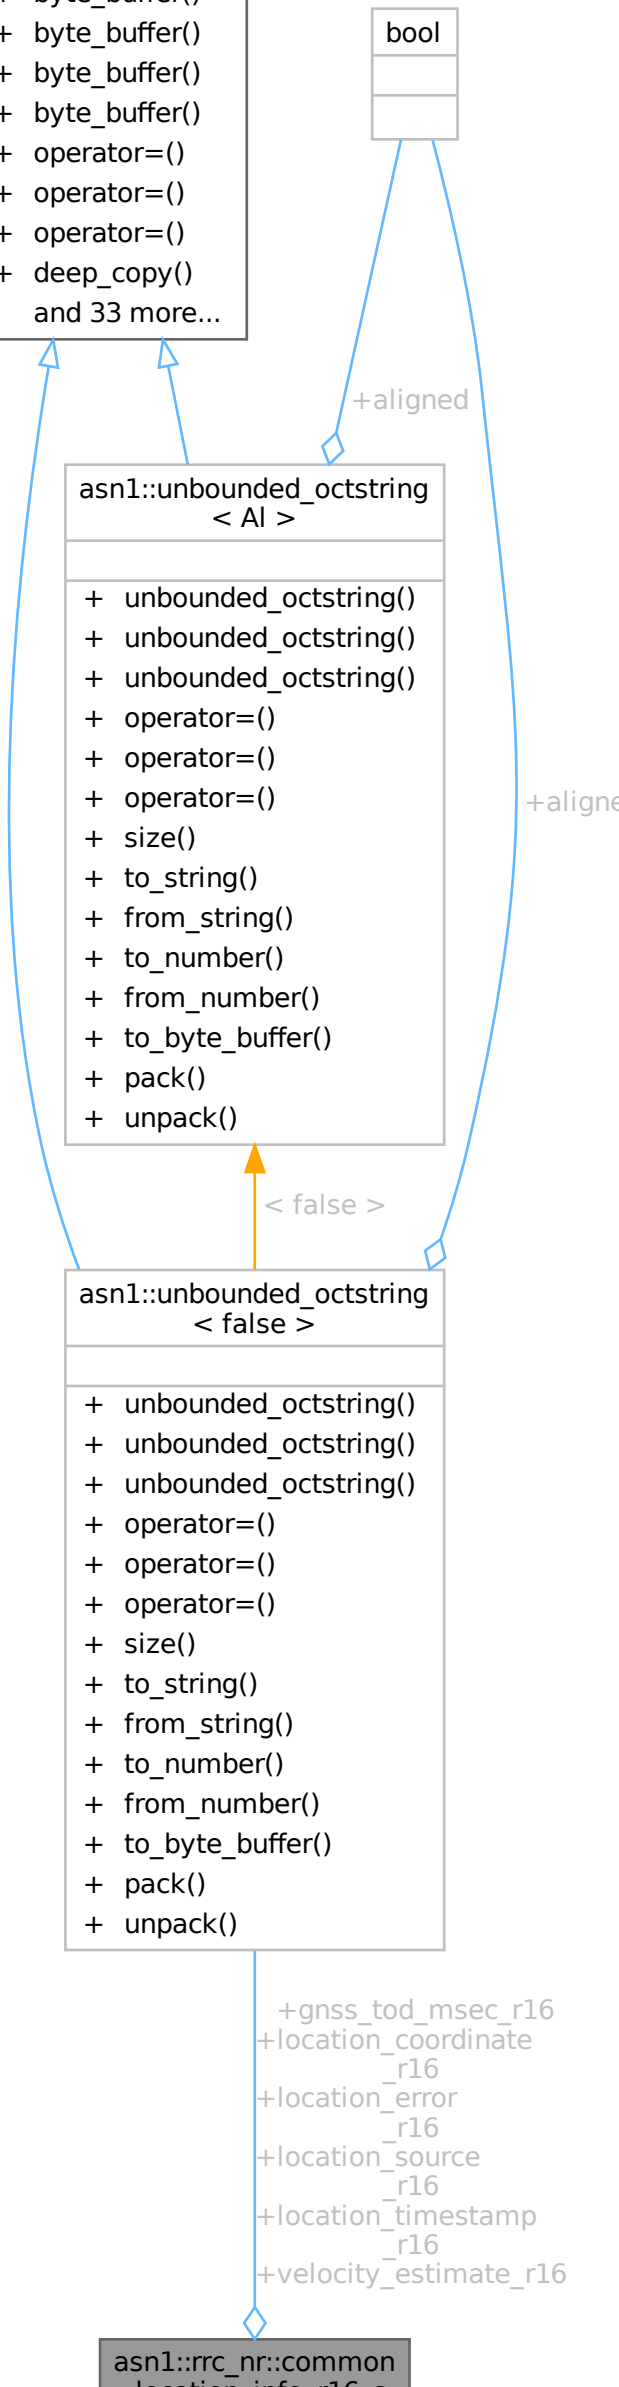 + byte_buffer()
+ byte_buffer()
+ byte_buffer()
+ byte_buffer()
+ operator=()
+ operator=()
+ operator=()
+ deep_copy()
and 33 more...
bool
+aligned
asn1::unbounded_octstring
< Al >
+ unbounded_octstring()
+ unbounded_octstring()
+ unbounded_octstring()
+ operator=()
+ operator=()
+ operator=()
+ size()
+ to_string()
+ from_string()
+ to_number()
+ from_number()
+ to_byte_buffer()
+ pack()
+ unpack()
+aligne
< false >
asn1::unbounded_octstring
< false >
+ unbounded_octstring()
+ unbounded_octstring()
+ unbounded_octstring()
+ operator=()
+ operator=()
+ operator=()
+ size()
+ to_string()
+ from_string()
+ to_number()
+ from_number()
+ to_byte_buffer()
+ pack()
+ unpack()
+gnss_tod_msec_r16
+location_coordinate
_r16
+location_error
_r16
+location_source
_r16
+location_timestamp
_r16
+velocity_estimate_r16
asn1::rrc_nr::common